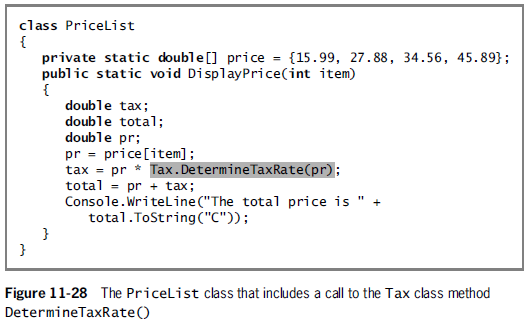 class PriceList
{
private static double[] price = {15.99, 27.88, 34.56, 45.89};
public static void DisplayPrice(int item)
{
double tax;
double total;
double pr;
pr = price[item];
tax = pr * Tax.DetermineTaxRate(pr);
total = pr + tax;
Console.WriteLine("The total price is " +
total.ToString("C"));
}
}
Figure 11-28 The PriceList class that includes a call to the Tax class method
DetermineTaxRate()